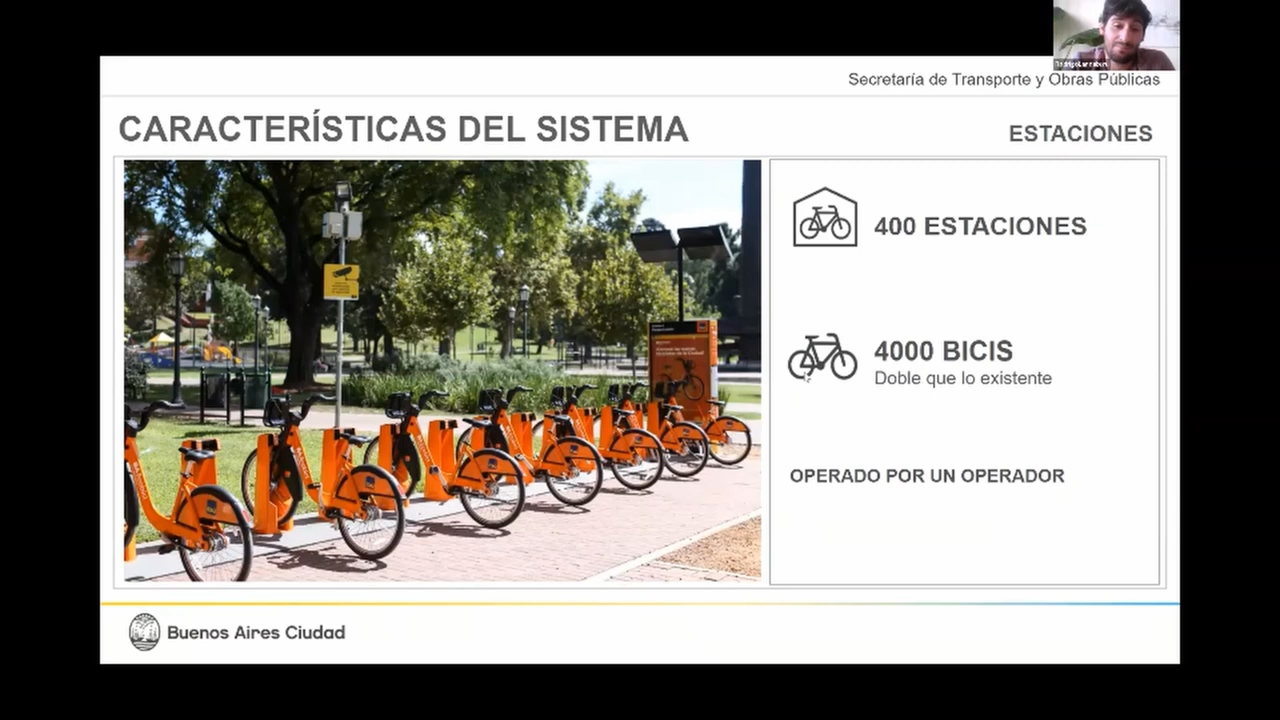 Secretaría de Transporte y Obras Públicas
CARACTERÍSTICAS DEL SISTEMA
ESTACIONES
400 ESTACIONES
4000 BICIS
Doble que lo existente
OPERADO POR UN OPERADOR
Buenos Aires Ciudad